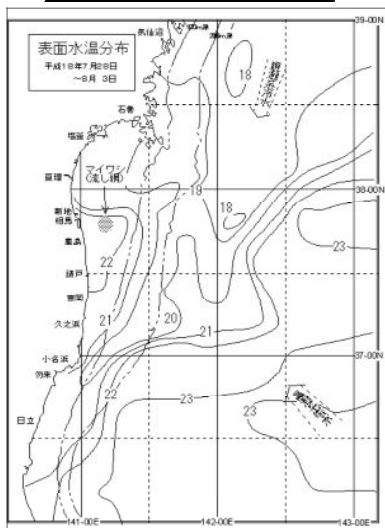 表面水温分布
平成18年7月28日
～8月 3日
気仙沼
39-00N
18
石巻
塩釜
マイワシ
(流し網)
亘理
19
38-00N
新地
相馬
18
鹿島
23
22
請戸
富岡
21
20
久之浜
21
小名浜
37-00N
勿来
22
23
23
日立
141-00E
142-00E
143-00E